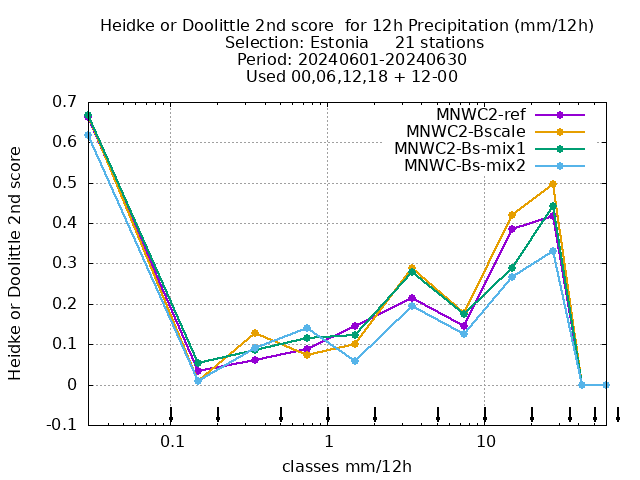 Heidke or Doolittle 2nd score  for 12h Precipitation (mm/12h)
Selection: Estonia     21 stations
Period: 20240601-20240630
Used 00,06,12,18 + 12-00
MNWC2-ref
MNWC2-Bscale
MNWC2-Bs-mix1
MNWC-Bs-mix2
Heidke or Doolittle 2nd score
0.7
0.6
0.5
0.4
0.3
0.2
0.1
0
-0.1
0.1
1
10
classes mm/12h